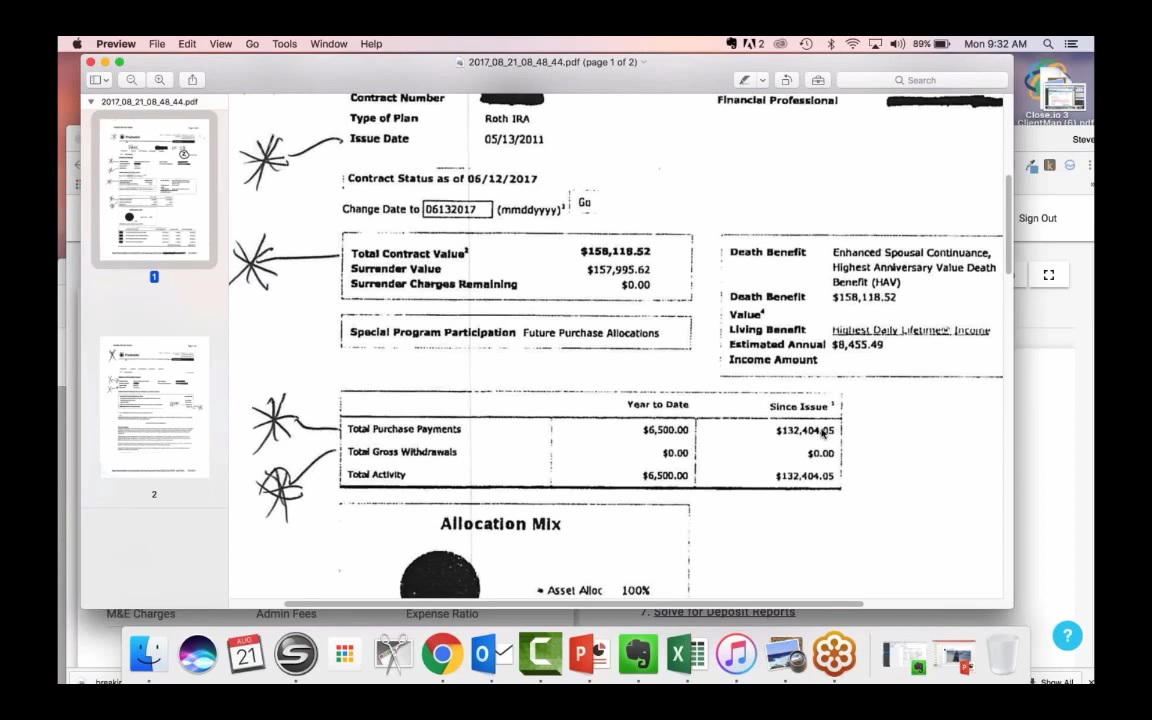 Preview File Edit View Go Tools Window Help 2 89% Mon 9:32 AM
2017_08_21_08_48_44.pdf (page 1 of 2)
Search
2017_08_21_08_48_44.pdf
1
2
Contract Number
Financial Professional
Type of Plan Roth IRA
Issue Date 05/13/2011
Contract Status as of 06/12/2017
Change Date to 06132017 (mmddyyyy)³ Go
Total Contract Value² $158,118.52
Surrender Value $157,995.62
Surrender Charges Remaining $0.00
Death Benefit Enhanced Spousal Continuance,
Highest Anniversary Value Death
Benefit (HAV)
Death Benefit $158,118.52
Value⁴
Living Benefit Highest Daily Lifetime® Income
Estimated Annual $8,455.49
Income Amount
Special Program Participation Future Purchase Allocations
Year to Date Since Issue
Total Purchase Payments $6,500.00 $132,404.05
Total Gross Withdrawals $0.00 $0.00
Total Activity $6,500.00 $132,404.05
Allocation Mix
Asset Alloc 100%
Close.io 3
ClientMap (6).pdf
Steve
Sign Out
M&E Charges Admin Fees Expense Ratio
7. Solve for Deposit Reports
?
AUG
21
Show All